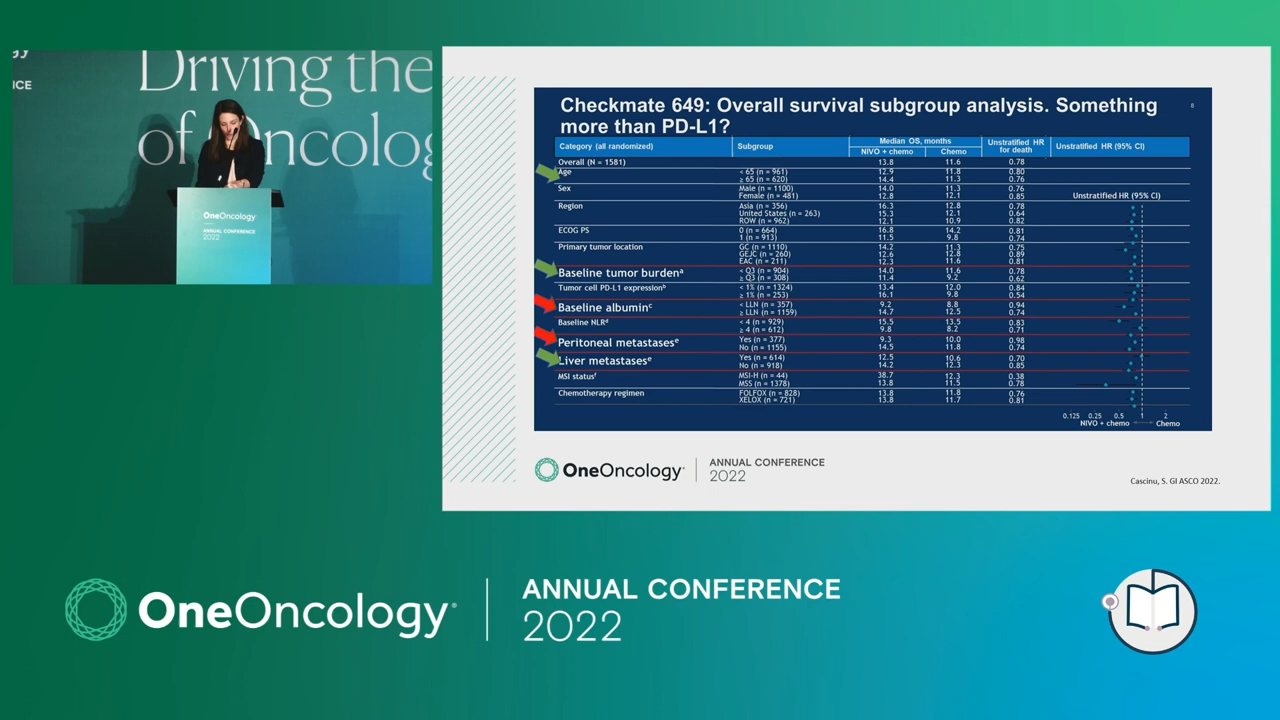 gy
ICE
Driving the
of Oncolog
OneOncology
ANNUAL CONFERENCE
2022
Checkmate 649: Overall survival subgroup analysis. Something
more than PD-L1?
8
Category (all randomized) Subgroup Median OS, months Unstratified HR for death Unstratified HR (95% CI)
NIVO + chemo Chemo
Overall (N = 1581) 13.8 11.6 0.78
Age < 65 (n = 961) 12.9 11.8 0.80
≥ 65 (n = 620) 14.4 11.3 0.76
Sex Male (n = 1100) 14.0 11.3 0.76
Female (n = 481) 12.8 12.1 0.85
Unstratified HR (95% CI)
Region Asia (n = 356) 16.3 12.8 0.78
United States (n = 263) 15.3 12.1 0.64
ROW (n = 962) 12.1 10.9 0.82
ECOG PS 0 (n = 664) 16.8 14.2 0.81
1 (n = 913) 11.5 9.8 0.74
Primary tumor location GC (n = 1110) 14.2 11.3 0.75
GEJC (n = 260) 12.6 12.8 0.89
EAC (n = 211) 12.3 11.6 0.81
Baseline tumor burdenᵃ < Q3 (n = 904) 14.0 11.6 0.78
≥ Q3 (n = 308) 11.4 9.2 0.62
Tumor cell PD-L1 expressionᵇ < 1% (n = 1324) 13.4 12.0 0.84
≥ 1% (n = 253) 16.1 9.8 0.54
Baseline albuminᶜ < LLN (n = 357) 9.2 8.8 0.94
≥ LLN (n = 1159) 14.7 12.5 0.74
Baseline NLRᵈ < 4 (n = 929) 15.5 13.5 0.83
≥ 4 (n = 612) 9.8 8.2 0.71
Peritoneal metastasesᵉ Yes (n = 377) 9.3 10.0 0.98
No (n = 1155) 14.5 11.8 0.74
Liver metastasesᵉ Yes (n = 614) 12.5 10.6 0.70
No (n = 918) 14.2 12.3 0.85
MSI statusᶠ MSI-H (n = 44) 38.7 12.3 0.38
MSS (n = 1378) 13.8 11.5 0.78
Chemotherapy regimen FOLFOX (n = 828) 13.8 11.8 0.76
XELOX (n = 721) 13.8 11.7 0.81
0.125 0.25 0.5 1 2
NIVO + chemo Chemo
OneOncology
ANNUAL CONFERENCE
2022
Cascinu, S. GI ASCO 2022.
OneOncology
ANNUAL CONFERENCE
2022